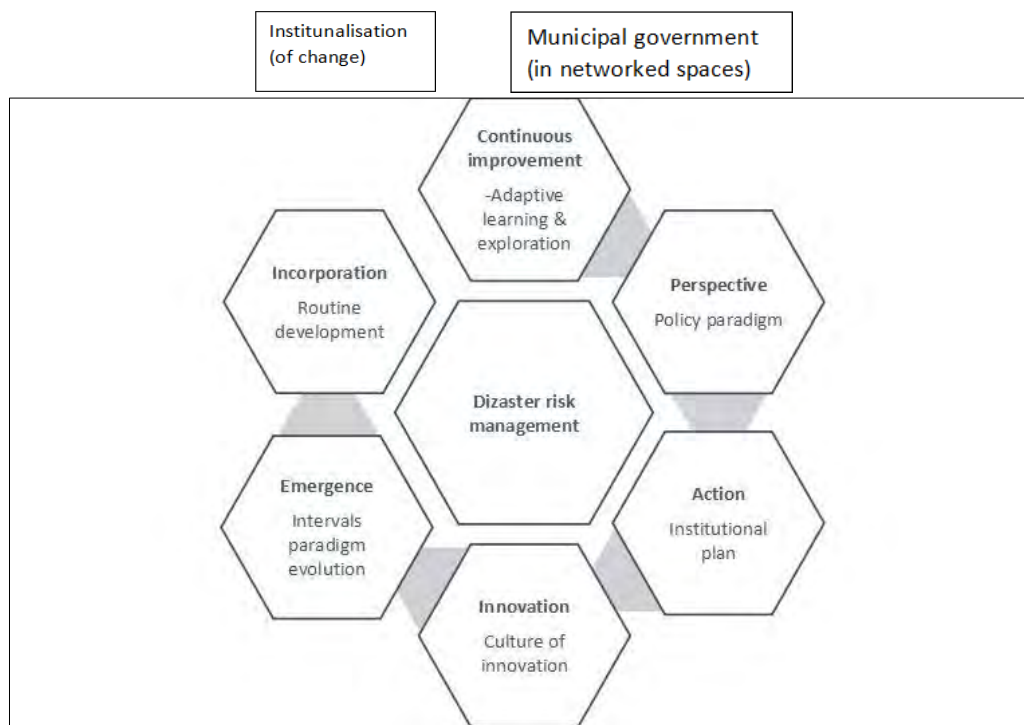 Institunalisation
(of change)
Municipal government
(in networked spaces)
Continuous
improvement
-Adaptive
learning &
exploration
Incorporation
Routine
development
Perspective
Policy paradigm
Dizaster risk
management
Emergence
Intervals
paradigm
evolution
Action
Institutional
plan
Innovation
Culture of
innovation